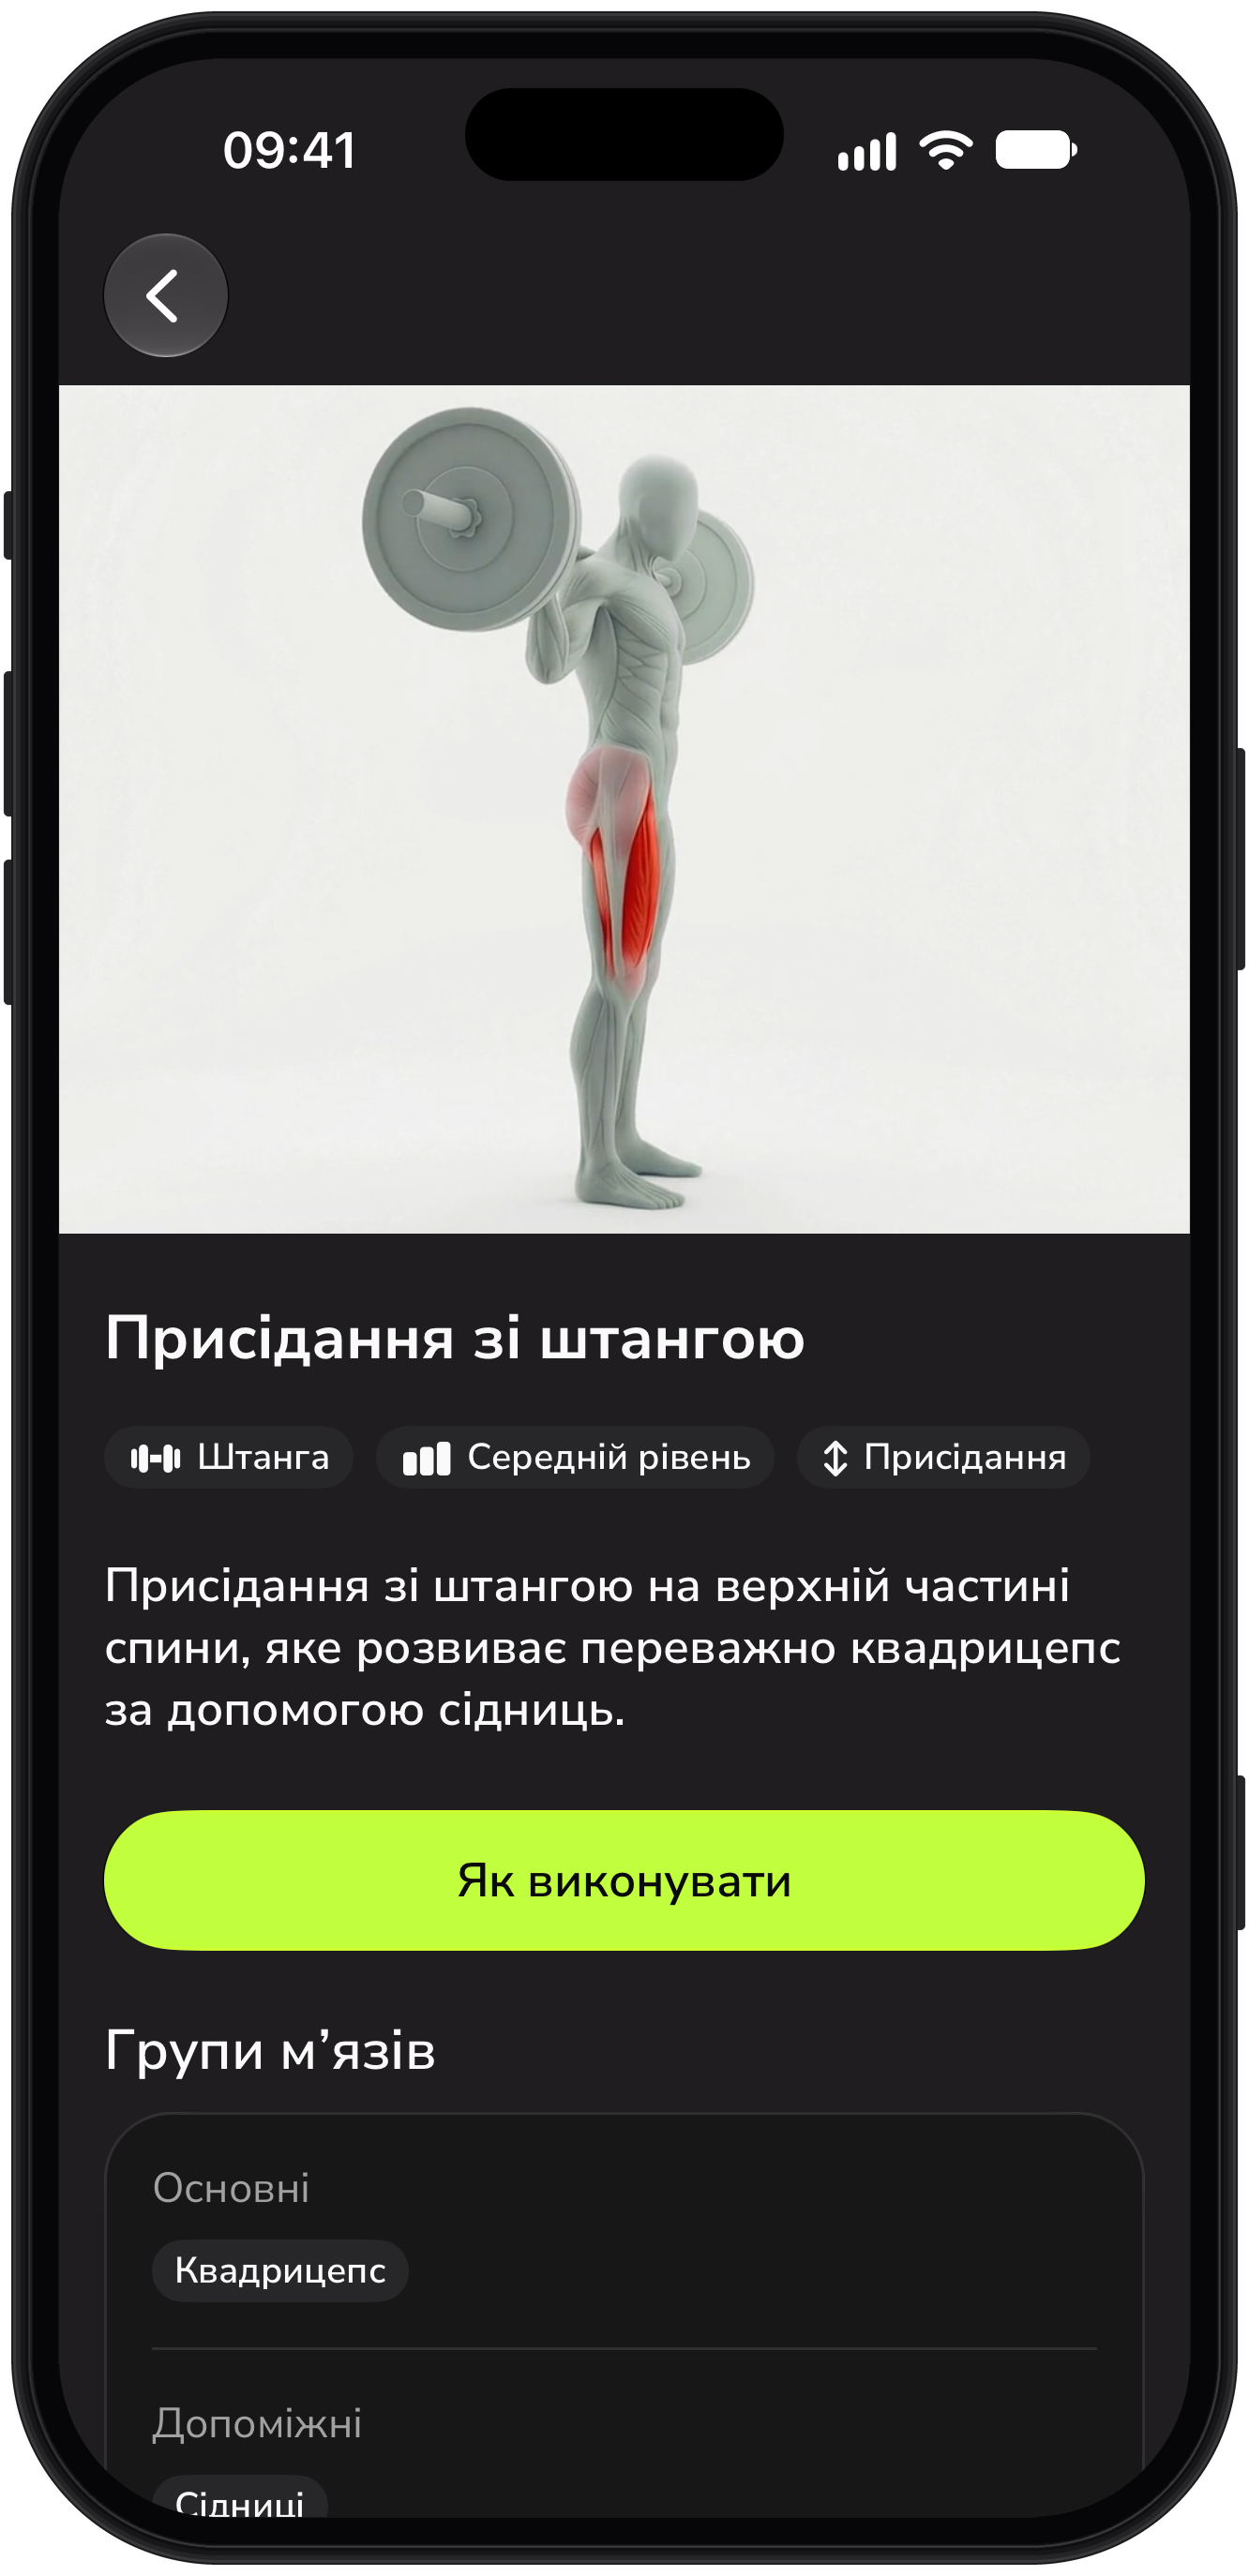 09:41
Присідання зі штангою
Штанга
Середній рівень
Присідання
Присідання зі штангою на верхній частині
спини, яке розвиває переважно квадрицепс
за допомогою сідниць.
Як виконувати
Групи м’язів
Основні
Квадрицепс
Допоміжні
Сідниці